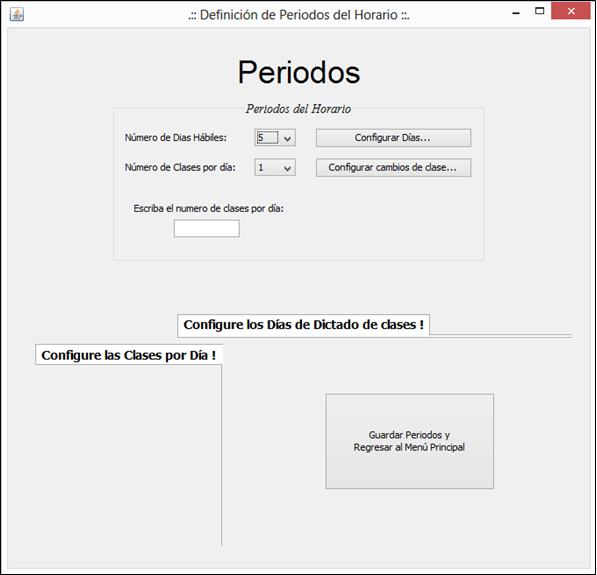 .:: Definición de Periodos del Horario ::.
Periodos
Periodos del Horario
Número de Dias Hábiles:
5
Configurar Días...
Número de Clases por día:
1
Configurar cambios de clase...
Escriba el numero de clases por día:
Configure los Días de Dictado de clases !
Configure las Clases por Día !
Guardar Periodos y
Regresar al Menú Principal